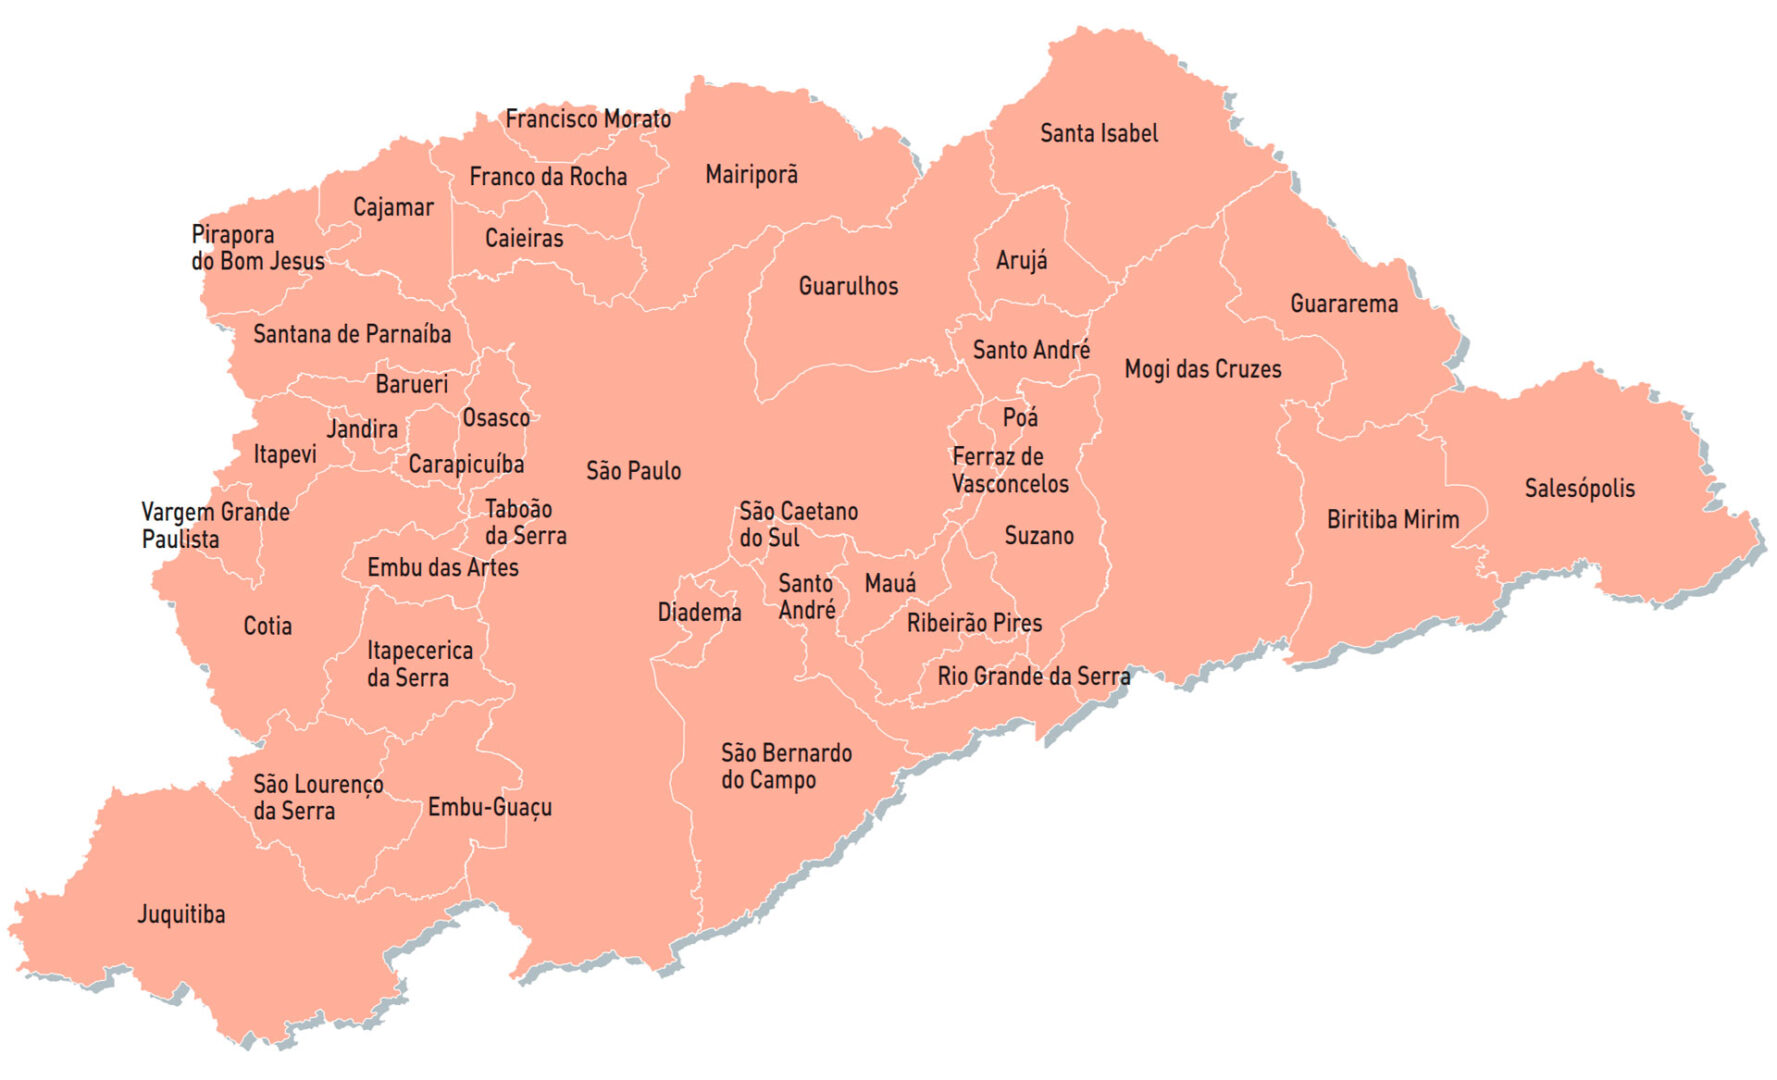 Francisco Morato
Santa Isabel
Franco da Rocha
Mairiporã
Cajamar
Pirapora
do Bom Jesus
Caieiras
Arujá
Guarulhos
Guararema
Santana de Parnaíba
Santo André
Mogi das Cruzes
Barueri
Osasco
Poá
Jandira
Itapevi
Carapicuíba
São Paulo
Ferraz de
Vasconcelos
Salesópolis
Vargem Grande
Paulista
Taboão
da Serra
São Caetano
do Sul
Suzano
Biritiba Mirim
Embu das Artes
Santo
André
Mauá
Diadema
Ribeirão Pires
Cotia
Itapecerica
da Serra
Rio Grande da Serra
São Bernardo
do Campo
São Lourenço
da Serra
Embu-Guaçu
Juquitiba